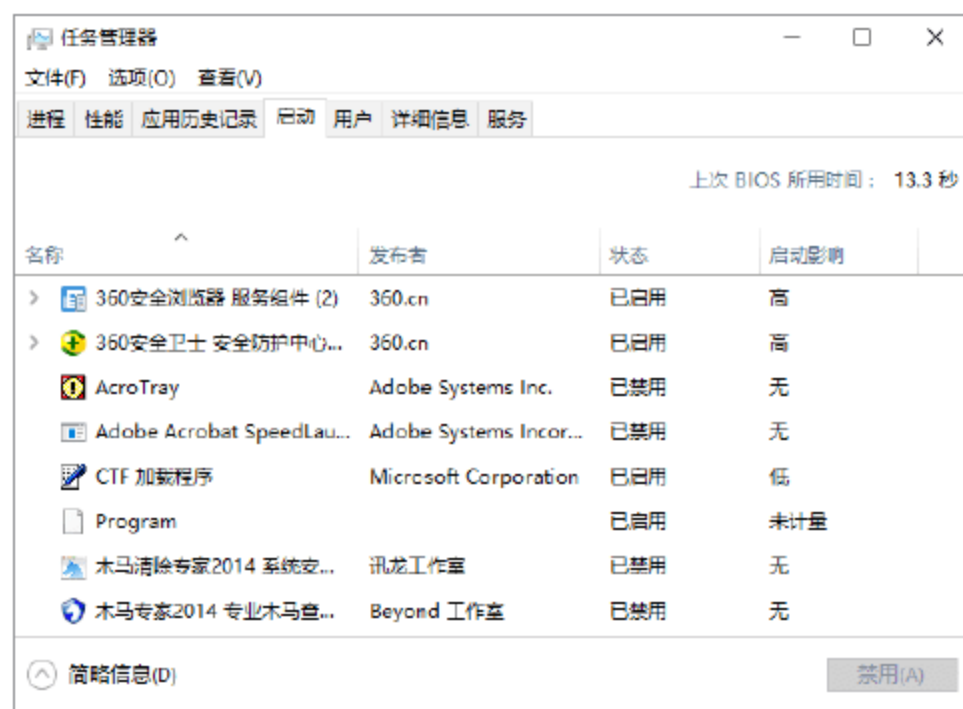 任务管理器
文件(F) 选项(O) 查看(V)
进程 性能 应用历史记录 启动 用户 详细信息 服务
上次 BIOS 所用时间： 13.3 秒
名称 发布者 状态 启动影响
360安全浏览器 服务组件 (2) 360.cn 已启用 高
360安全卫士 安全防护中心... 360.cn 已启用 高
AcroTray Adobe Systems Inc. 已禁用 无
Adobe Acrobat SpeedLau... Adobe Systems Incor... 已禁用 无
CTF 加载程序 Microsoft Corporation 已启用 低
Program 已启用 未计量
木马清除专家2014 系统安... 讯龙工作室 已禁用 无
木马专家2014 专业木马查... Beyond 工作室 已禁用 无
简略信息(D) 禁用(A)